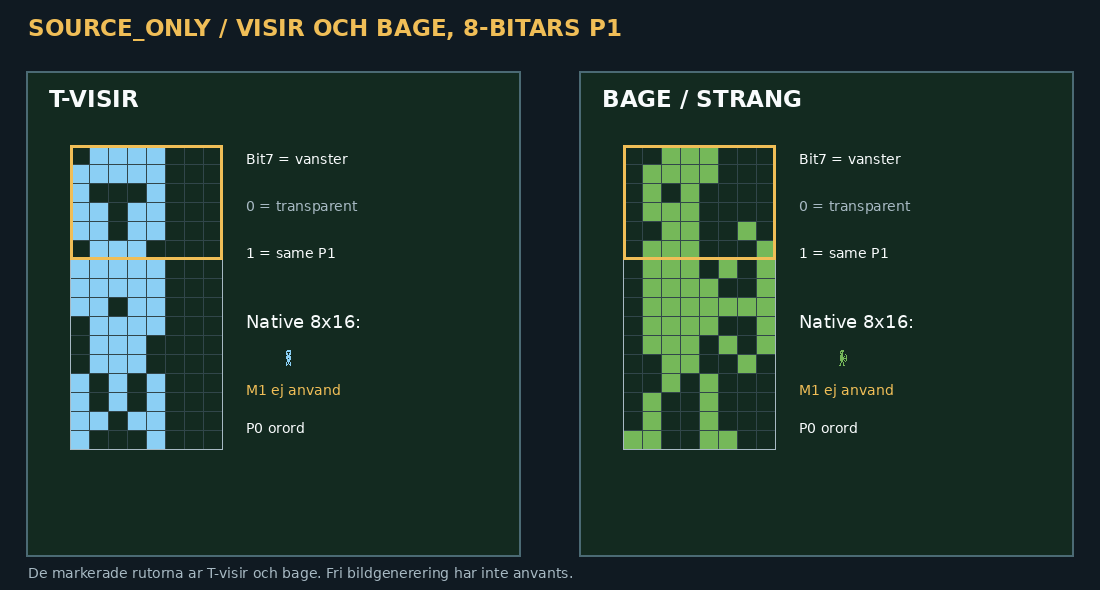 SOURCE_ONLY / VISIR OCH BAGE, 8-BITARS P1
T-VISIR
Bit7 = vanster
0 = transparent
1 = same P1
Native 8x16:
M1 ej anvand
P0 orord
BAGE / STRANG
Bit7 = vanster
0 = transparent
1 = same P1
Native 8x16:
M1 ej anvand
P0 orord
De markerade rutorna ar T-visir och bage. Fri bildgenerering har inte anvants.